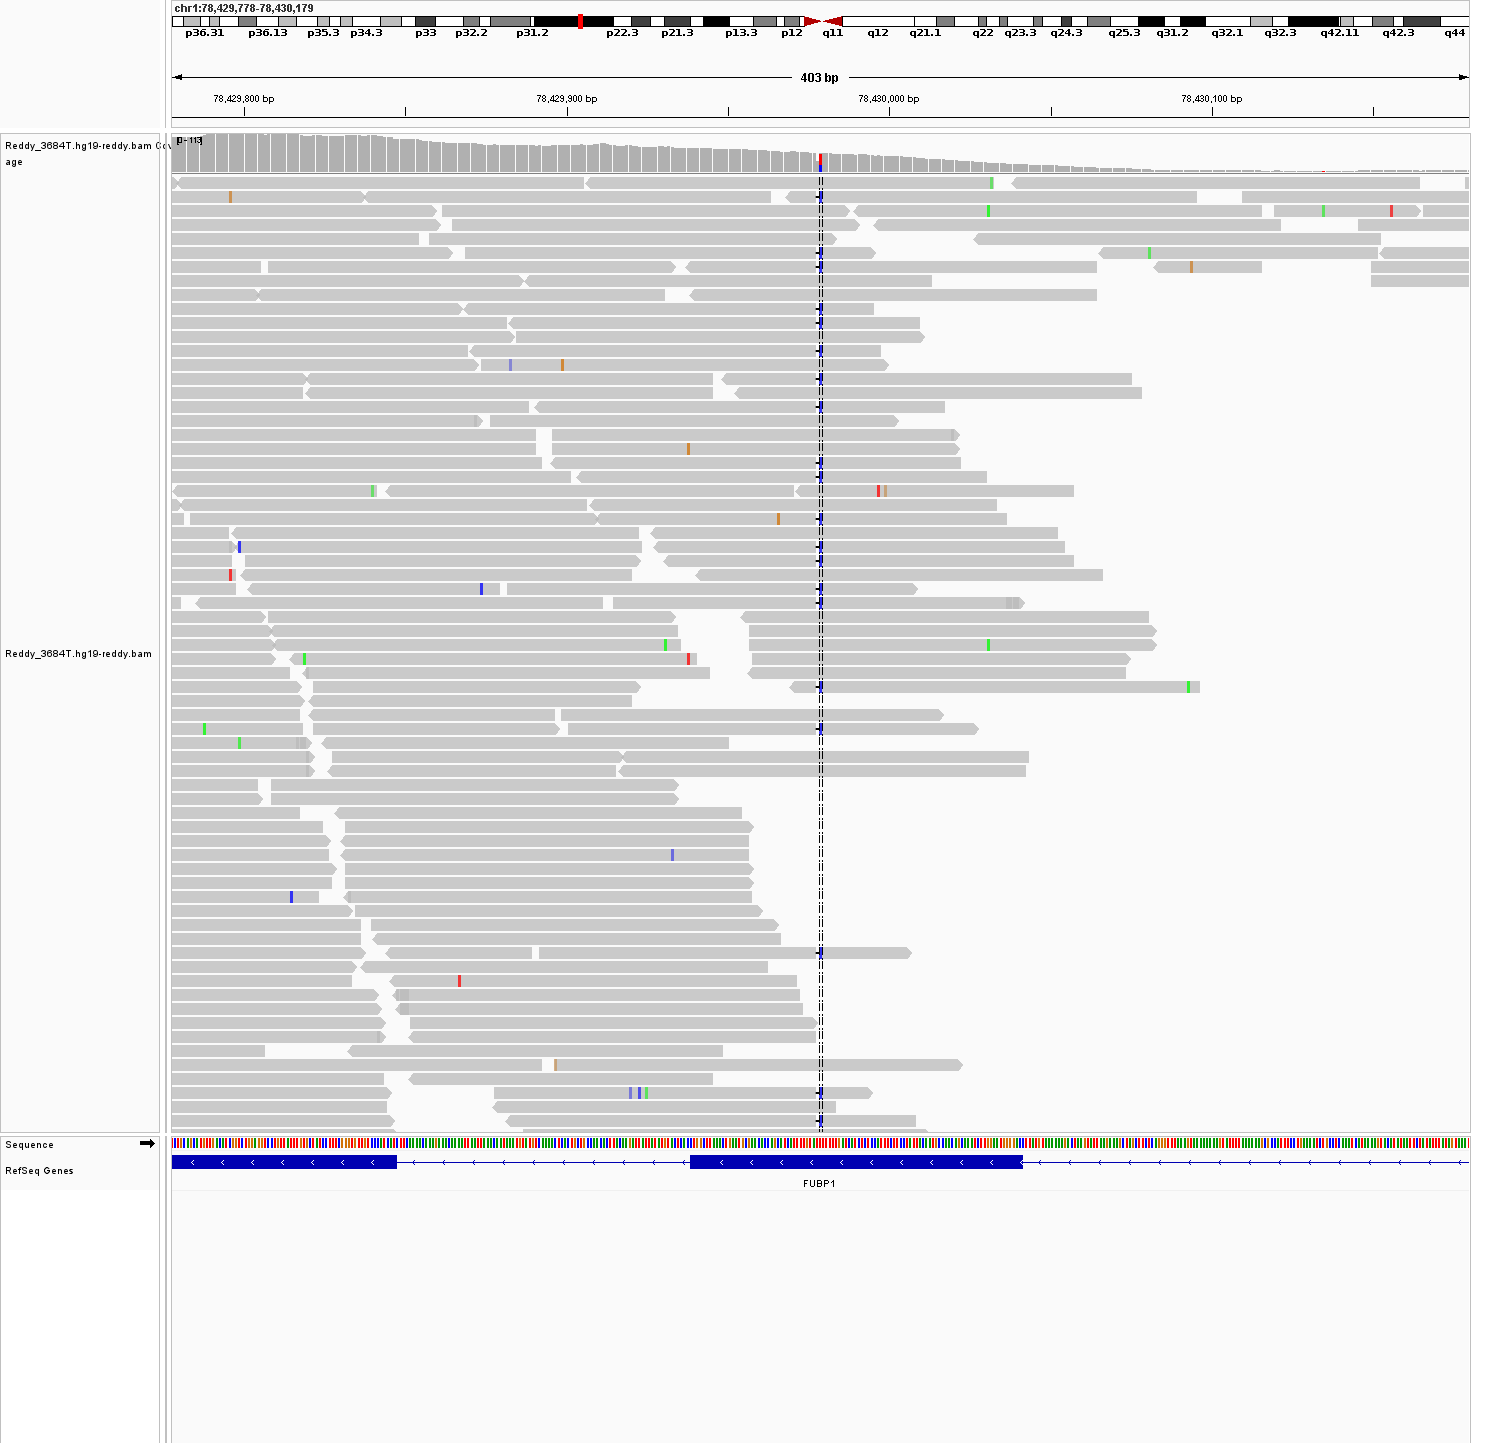 chr1:78,429,778-78,430,179
p36.31 p36.13 p35.3 p34.3 p33 p32.2 p31.2 p22.3 p21.3 p13.3 p12 q11 q12 q21.1 q22 q23.3 q24.3 q25.3 q31.2 q32.1 q32.3 q42.11 q42.3 q44
403 bp
78,429,800 bp 78,429,900 bp 78,430,000 bp 78,430,100 bp
[0 - 113]
Reddy_3684T.hg19-reddy.bam Cov
age
Reddy_3684T.hg19-reddy.bam
Sequence
RefSeq Genes
FUBP1